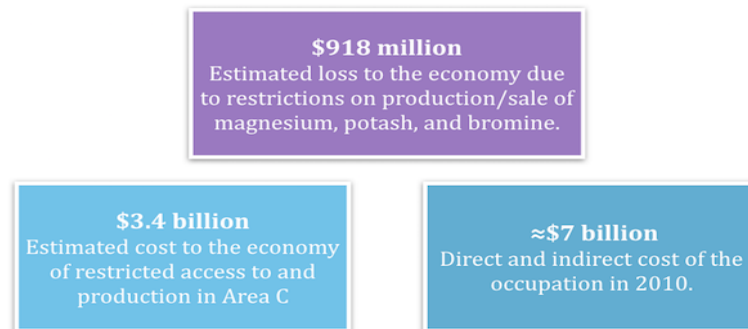 $918 million
Estimated loss to the economy due
to restrictions on production/sale of
magnesium, potash, and bromine.
$3.4 billion
Estimated cost to the economy
of restricted access to and
production in Area C
≈$7 billion
Direct and indirect cost of the
occupation in 2010.